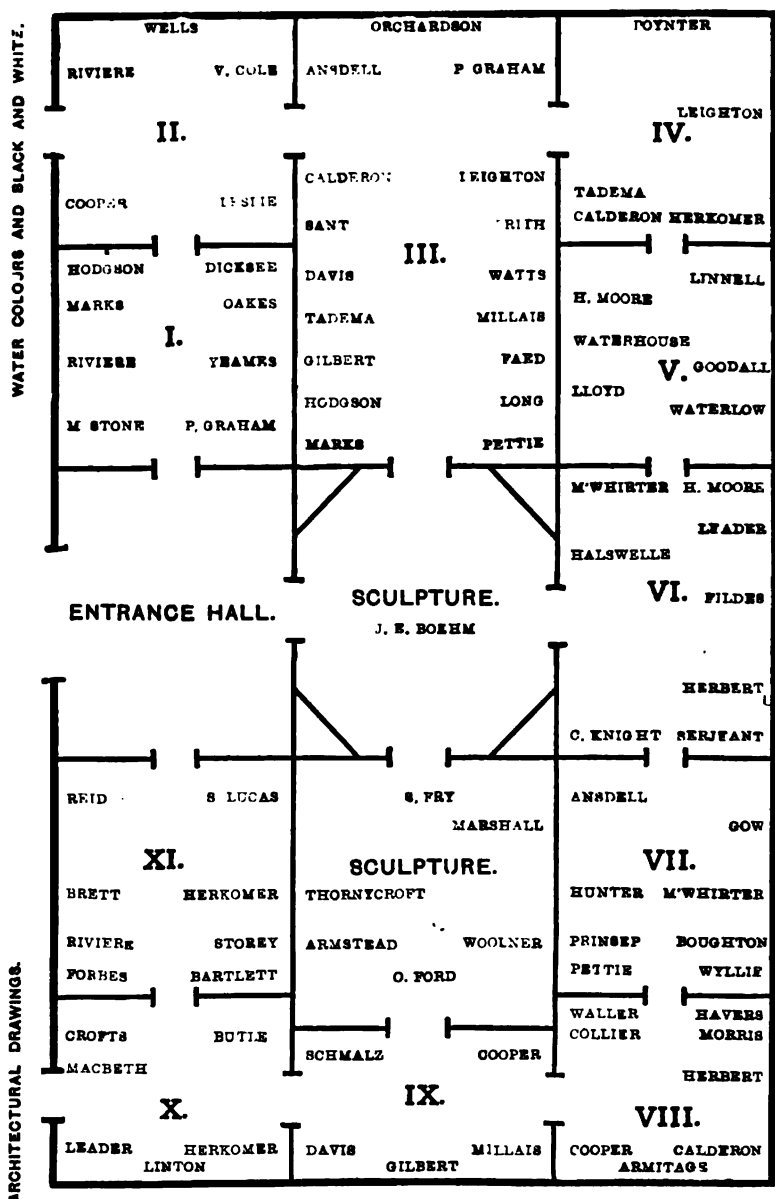 WELLS ORCHARDSON POYNTER
RIVIERE V. COLE ANSDELL P GRAHAM
LEIGHTON
II. IV.
CALDERON LEIGHTON
TADEMA
COOPER LESLIE
SANT FRITH CALDERON HERKOMER
III.
HODGSON DICKSEE DAVIS WATTS LINNELL
MARKS OAKES H. MOORE
TADEMA MILLAIS
I. WATERHOUSE
RIVIERE YEAMES GILBERT FAED V. GOODALL
LLOYD
HODGSON LONG WATERLOW
M STONE P. GRAHAM
MARKS PETTIE
M'WHIRTER H. MOORE
LEADER
HALSWELLE
VI. FILDES
ENTRANCE HALL. SCULPTURE.
J. E. BOEHM
HERBERT
C. KNIGHT SERJEANT
REID S LUCAS S. FRY ANSDELL
MARSHALL GOW
XI. SCULPTURE. VII.
BRETT HERKOMER THORNYCROFT HUNTER M'WHIRTER
RIVIERE STOREY ARMSTEAD WOOLNER PRINSEP BOUGHTON
FORBES BARTLETT O. FORD PETTIE WYLLIE
WALLER HAVERS
CROFTS BUTLE COLLIER MORRIS
SCHMALZ COOPER
MACBETH HERBERT
X. IX. VIII.
LEADER HERKOMER DAVIS MILLAIS COOPER CALDERON
LINTON GILBERT ARMITAGE
WATER COLOURS AND BLACK AND WHITE.
ARCHITECTURAL DRAWINGS.